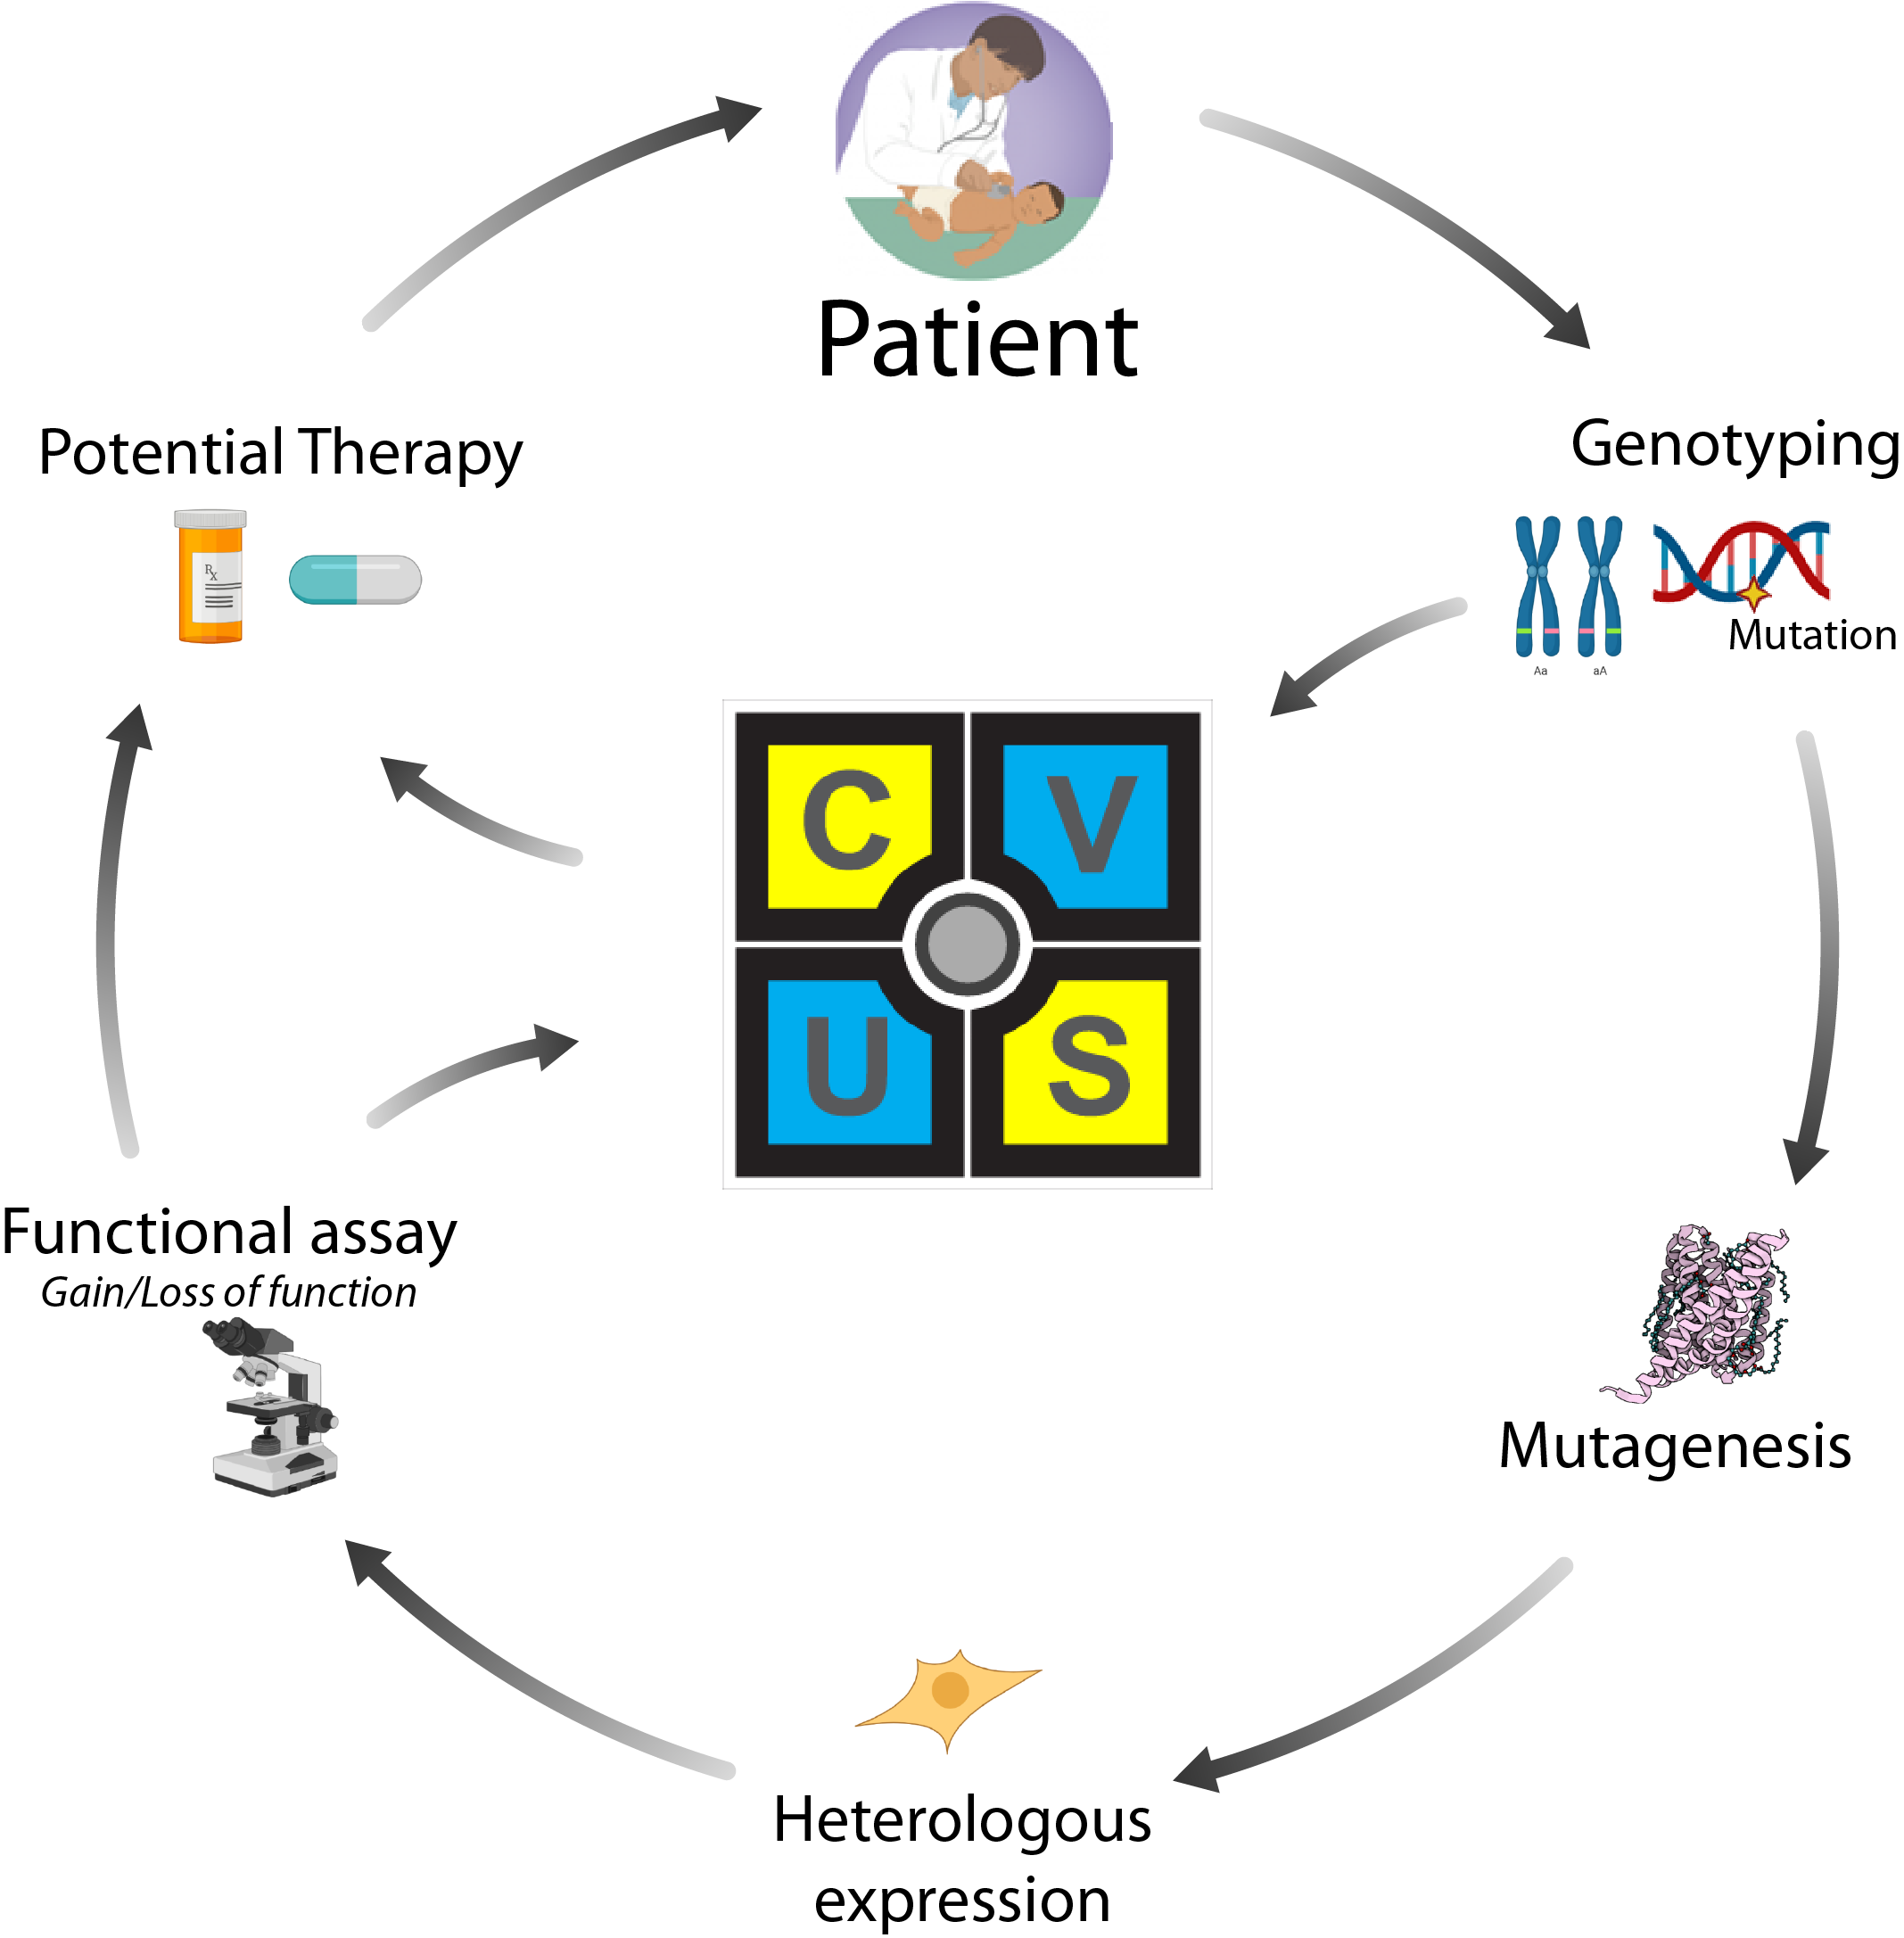 Patient
Potential Therapy
Genotyping
Rx
Mutation
Aa
aA
C
V
U
S
Functional assay
Gain/Loss of function
Mutagenesis
Heterologous
expression